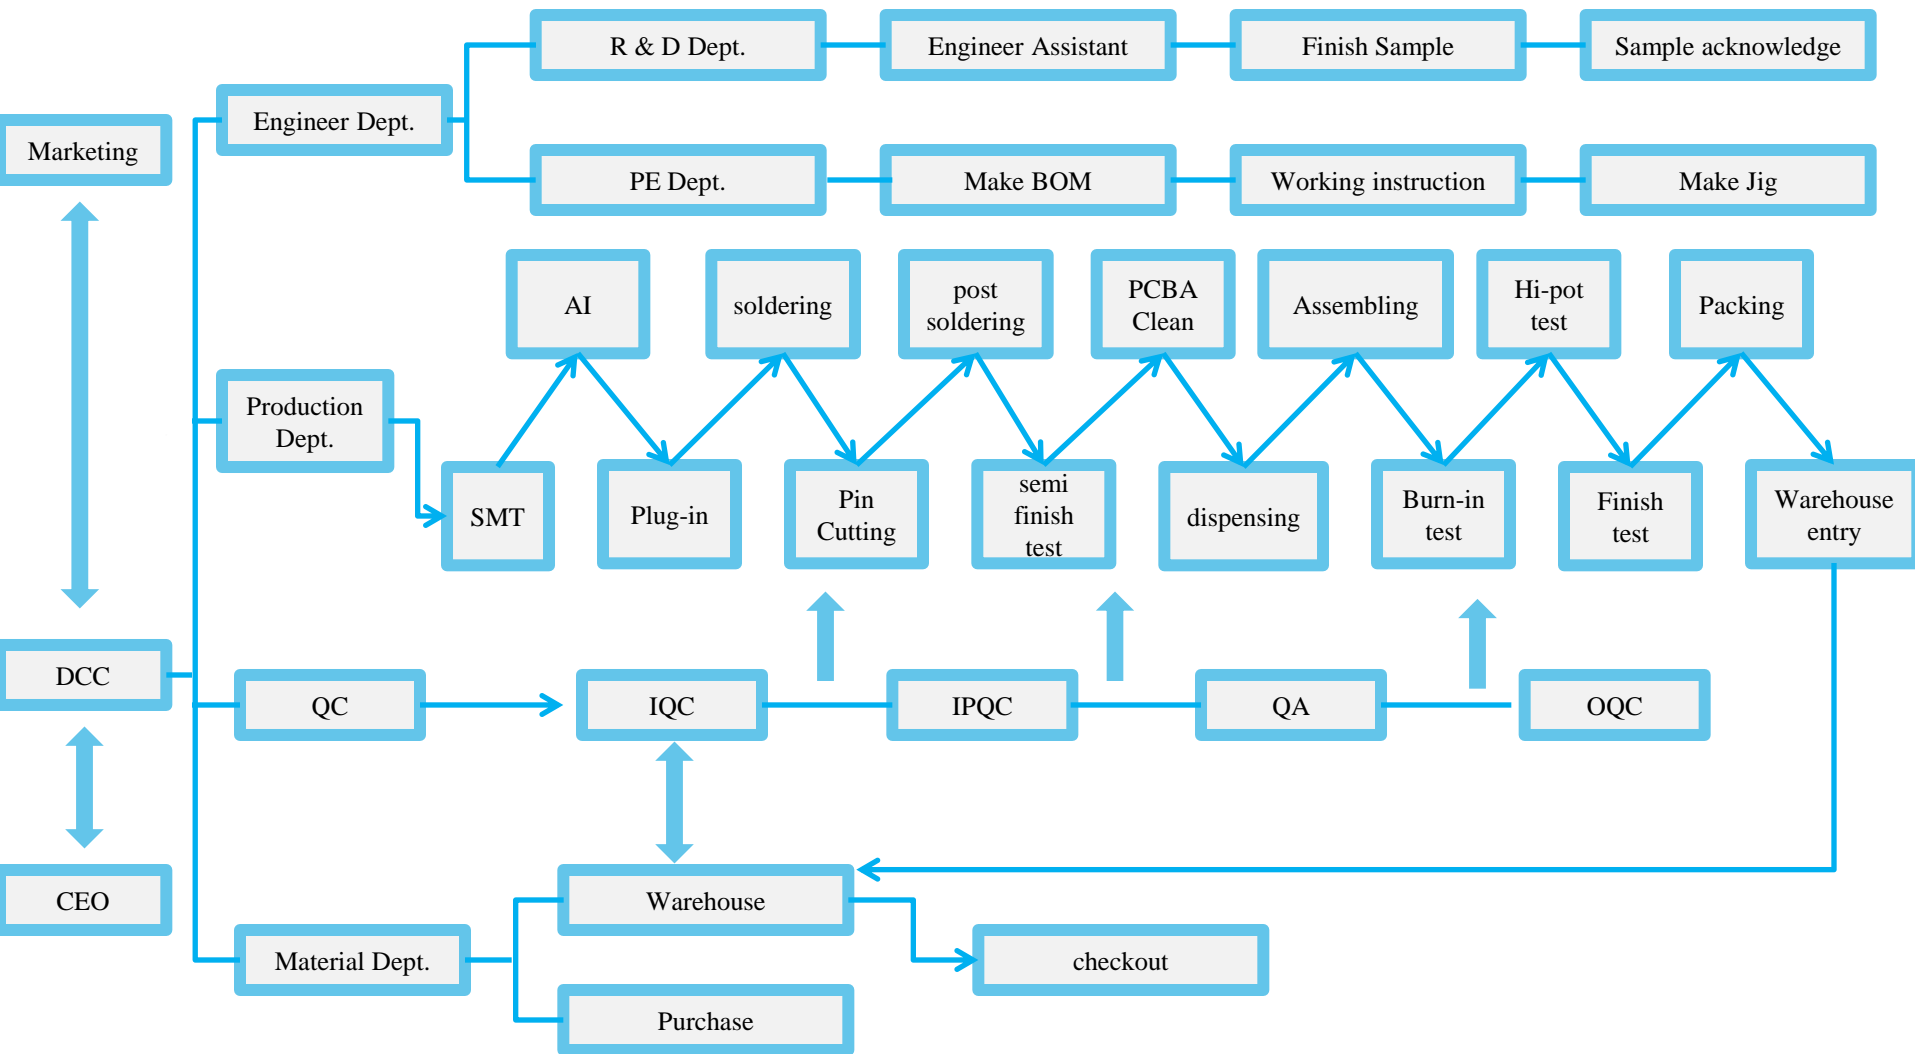 R & D Dept.
Engineer Assistant
Finish Sample
Sample acknowledge
Engineer Dept.
Marketing
PE Dept.
Make BOM
Working instruction
Make Jig
AI
soldering
post
soldering
PCBA
Clean
Assembling
Hi-pot
test
Packing
Production
Dept.
SMT
Plug-in
Pin
Cutting
semi
finish
test
dispensing
Burn-in
test
Finish
test
Warehouse
entry
DCC
QC
IQC
IPQC
QA
OQC
CEO
Warehouse
Material Dept.
checkout
Purchase